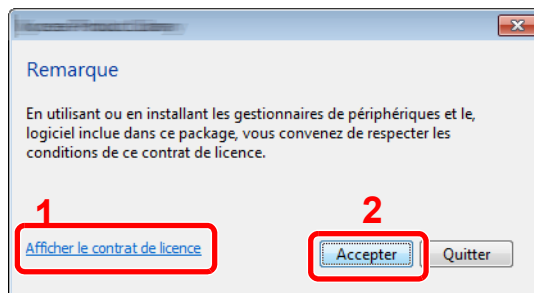 Remarque
En utilisant ou en installant les gestionnaires de périphériques et le,
logiciel inclue dans ce package, vous convenez de respecter les
conditions de ce contrat de licence.
1
2
Afficher le contrat de licence
Accepter
Quitter